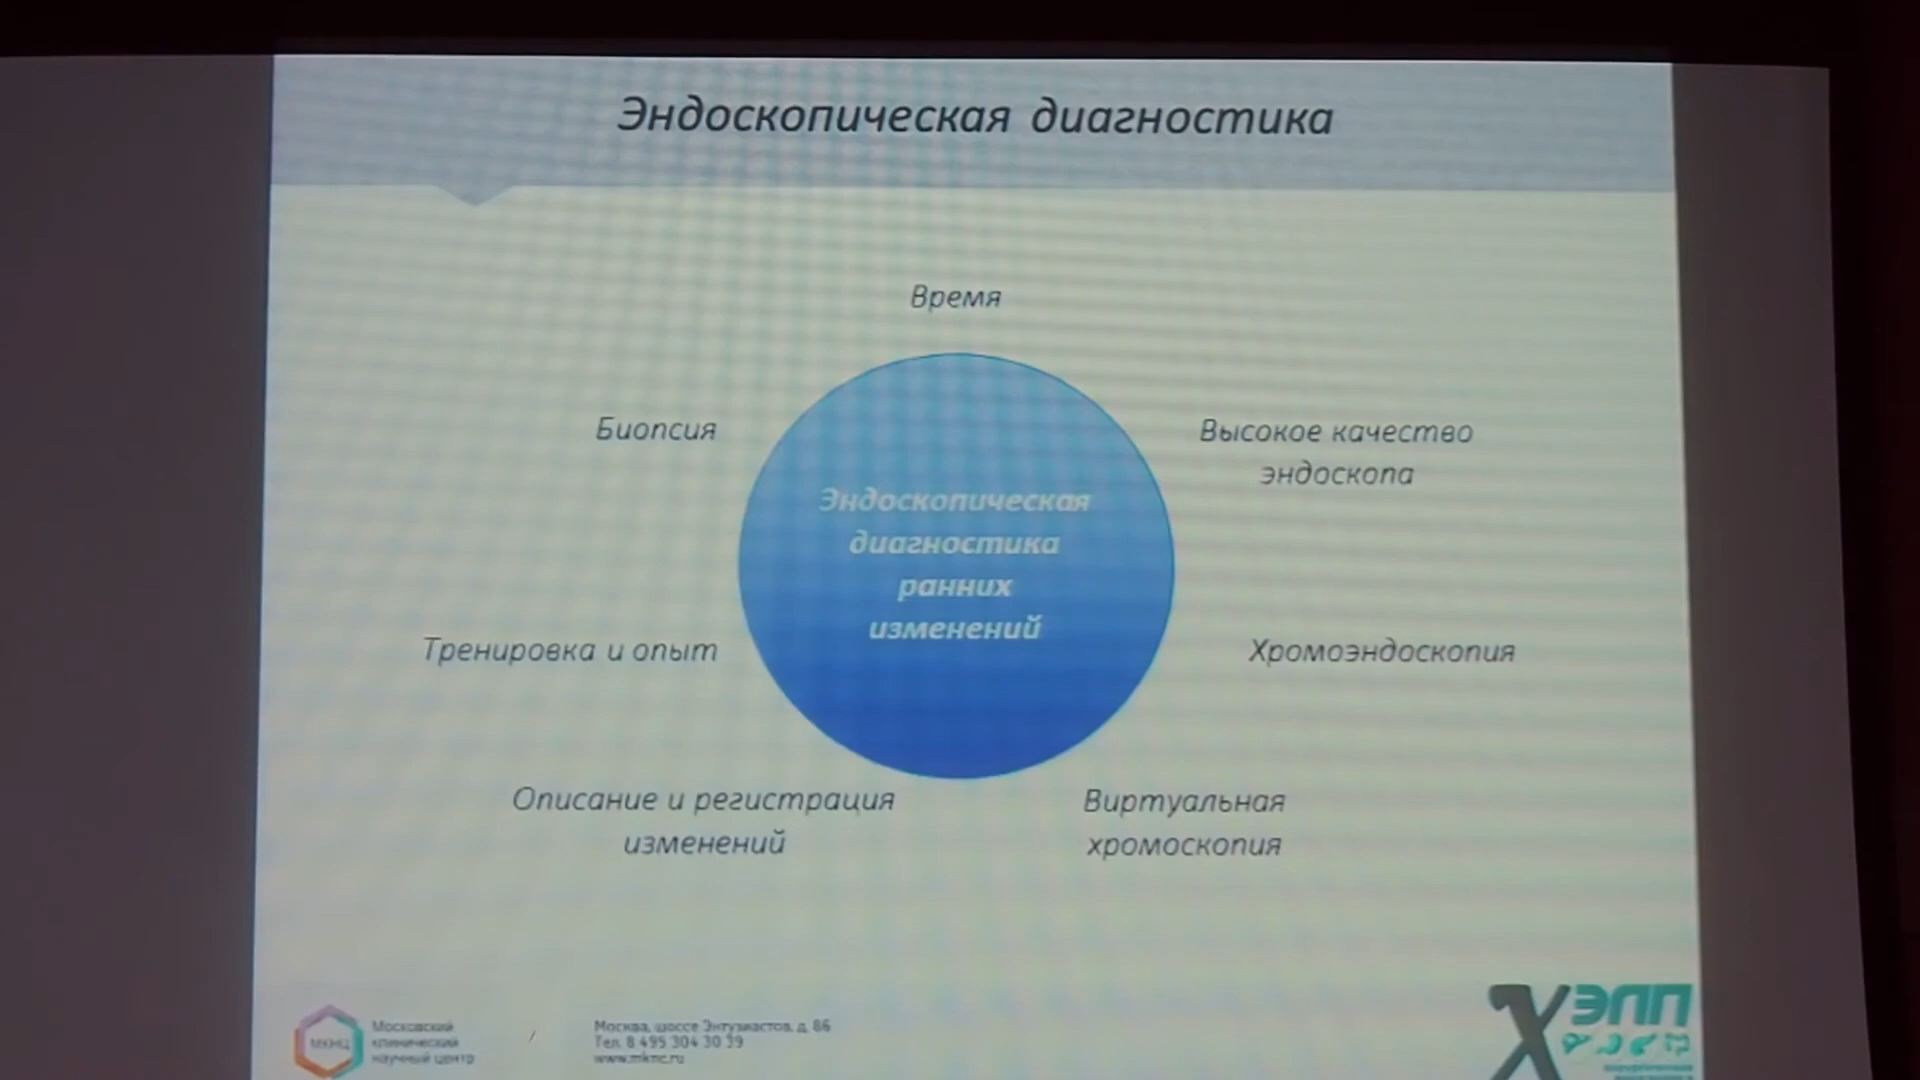 Эндоскопическая диагностика
Время
Биопсия
Высокое качество
эндоскопа
Эндоскопическая
диагностика
ранних
изменений
Тренировка и опыт
Хромоэндоскопия
Описание и регистрация
изменений
Виртуальная
хромоскопия
МКНЦ
Московский
клинический
научный центр
/
Москва, шоссе Энтузиастов, д. 86
Тел. 8 495 304 30 39
www.mknc.ru
ХЭЛП